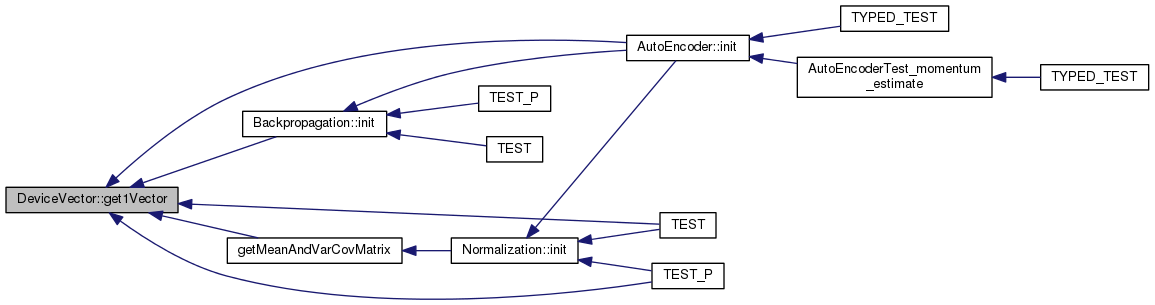 DeviceVector::get1Vector
AutoEncoder::init
TYPED_TEST
AutoEncoderTest_momentum
_estimate
TYPED_TEST
Backpropagation::init
TEST_P
TEST
getMeanAndVarCovMatrix
Normalization::init
TEST
TEST_P